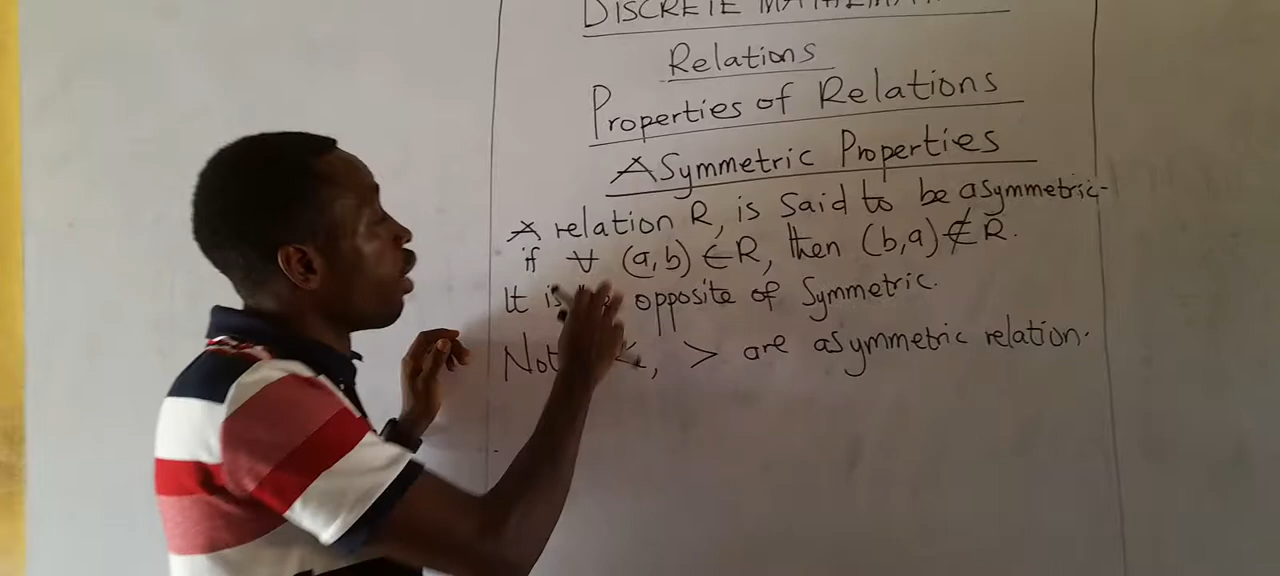 DISCRETE
Relations
Properties of Relations
ASymmetric Properties
A relation R, is said to be asymmetric
if ∀ (a,b) ∈ R, then (b,a) ∉ R.
It is opposite of Symmetric.
<, > are asymmetric relation.